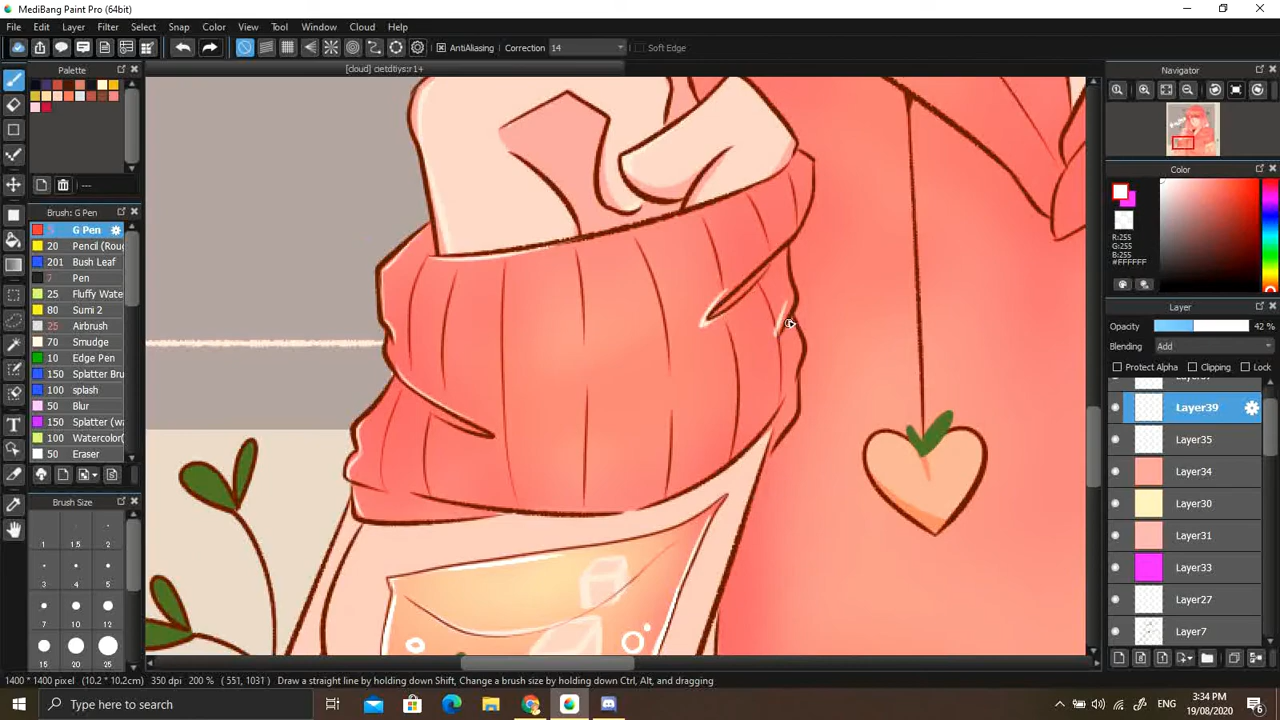 MediBang Paint Pro (64bit)
File Edit Layer Filter Select Snap Color View Tool Window Cloud Help
AntiAliasing Correction 14 Soft Edge
Palette
---
Brush: G Pen
5 G Pen
20 Pencil (Roug
201 Bush Leaf
7 Pen
25 Fluffy Wate
80 Sumi 2
25 Airbrush
70 Smudge
10 Edge Pen
150 Splatter Bru
100 splash
50 Blur
150 Splatter (wa
100 Watercolor(
50 Eraser
Brush Size
1 1.5 2
3 4 5
7 10 12
15 20 25
[cloud] detdtiys:r1+
Navigator
Color
R:255
G:255
B:255
#FFFFFF
Layer
Opacity 42 %
Blending Add
Protect Alpha Clipping Lock
Layer39
Layer35
Layer34
Layer30
Layer31
Layer33
Layer27
Layer7
1400 * 1400 pixel (10.2 * 10.2cm) 350 dpi 200 % ( 551, 1031 ) Draw a straight line by holding down Shift, Change a brush size by holding down Ctrl, Alt, and dragging
Type here to search
ENG
3:34 PM
19/08/2020
6